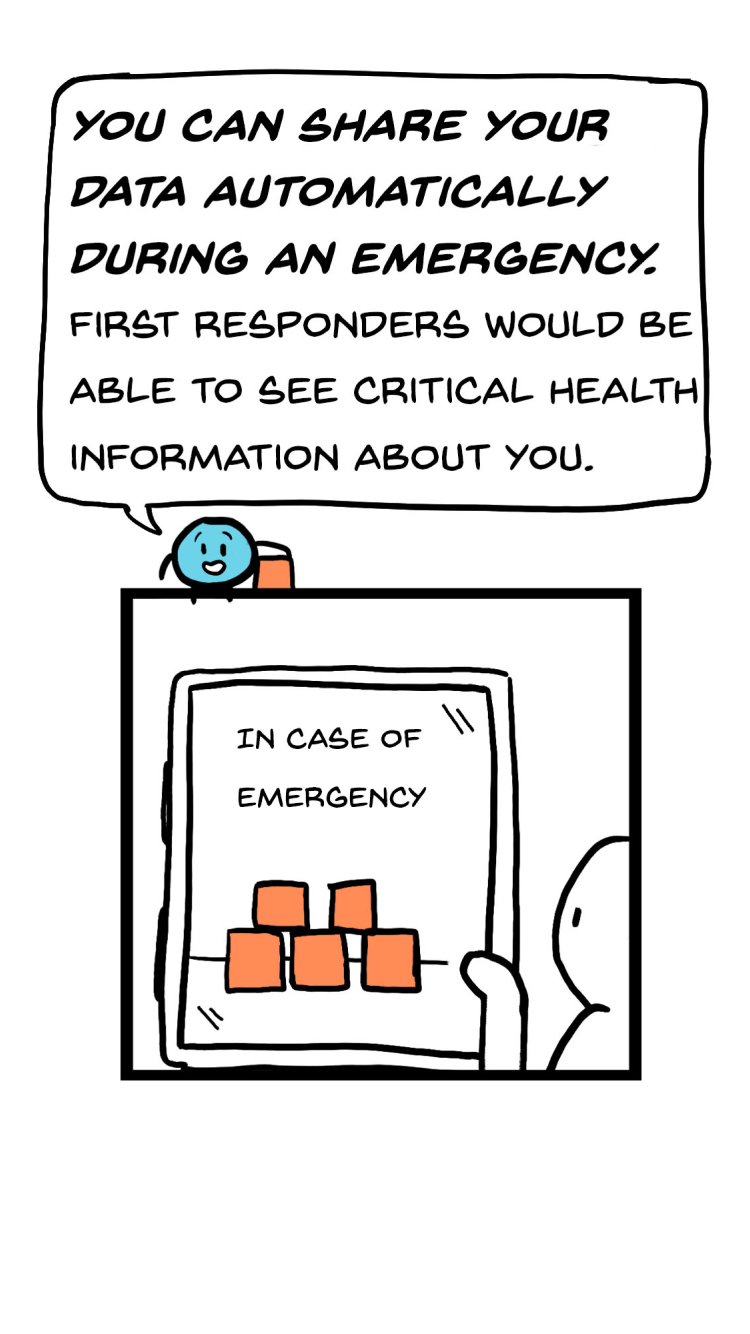 YOU CAN SHARE YOUR
DATA AUTOMATICALLY
DURING AN EMERGENCY.
FIRST RESPONDERS WOULD BE
ABLE TO SEE CRITICAL HEALTH
INFORMATION ABOUT YOU.
IN CASE OF
EMERGENCY